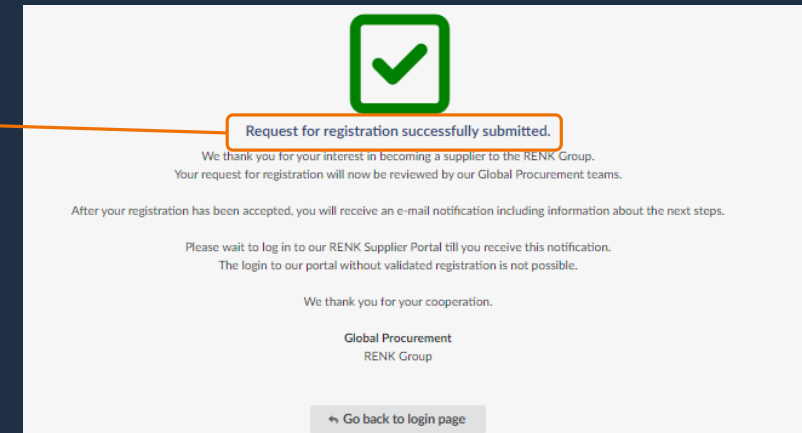 Request for registration successfully submitted.
We thank you for your interest in becoming a supplier to the RENK Group.
Your request for registration will now be reviewed by our Global Procurement teams.
After your registration has been accepted, you will receive an e-mail notification including information about the next steps.
Please wait to log in to our RENK Supplier Portal till you receive this notification.
The login to our portal without validated registration is not possible.
We thank you for your cooperation.
Global Procurement
RENK Group
Go back to login page